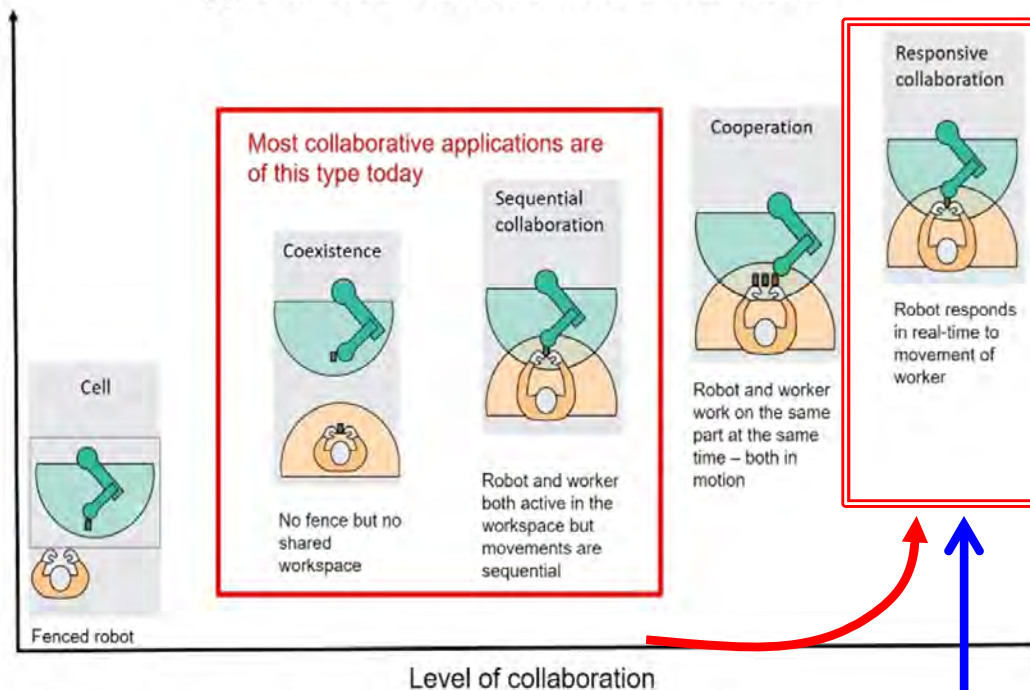 Responsive
collaboration
Cooperation
Most collaborative applications are
of this type today
Sequential
collaboration
Coexistence
Cell
Robot responds
in real-time to
movement of
worker
Robot and worker
work on the same
part at the same
time – both in
motion
Robot and worker
both active in the
workspace but
movements are
sequential
No fence but no
shared
workspace
Fenced robot
Level of collaboration